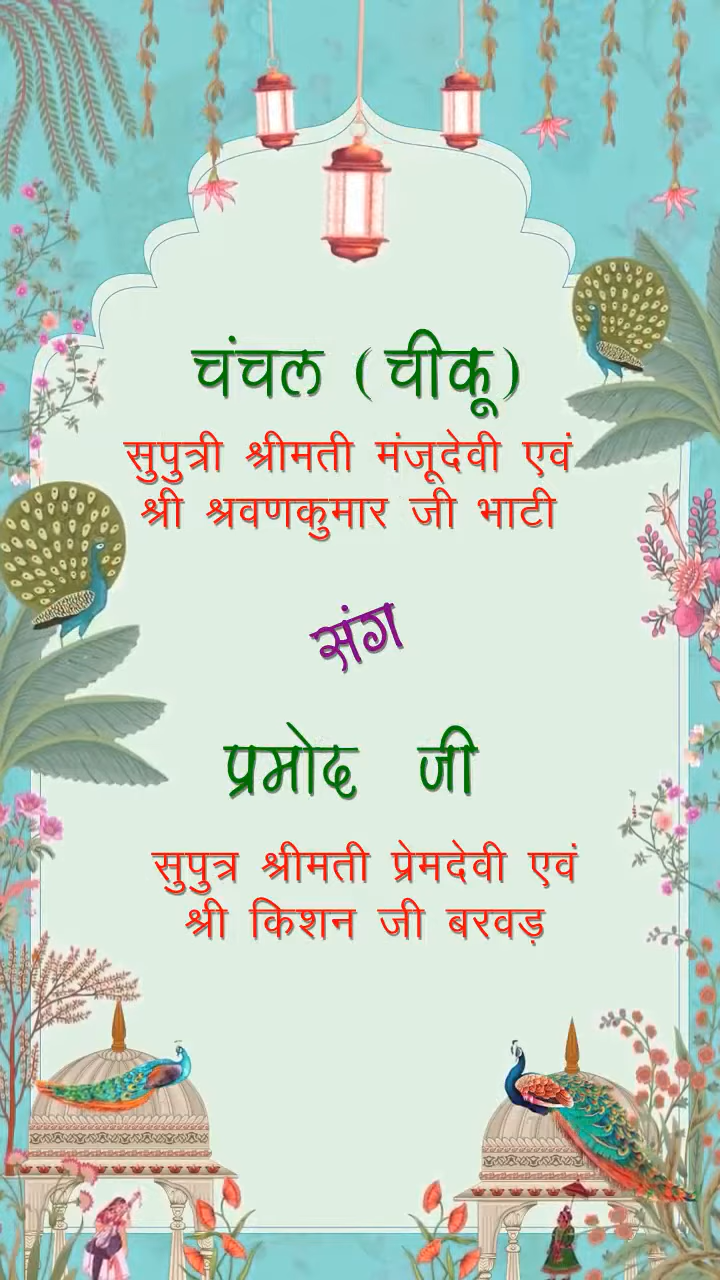 चंचल (चीकू)
सुपुत्री श्रीमती मंजूदेवी एवं
श्री श्रवणकुमार जी भाटी
संग
प्रमोद जी
सुपुत्र श्रीमती प्रेमदेवी एवं
श्री किशन जी बरवड़